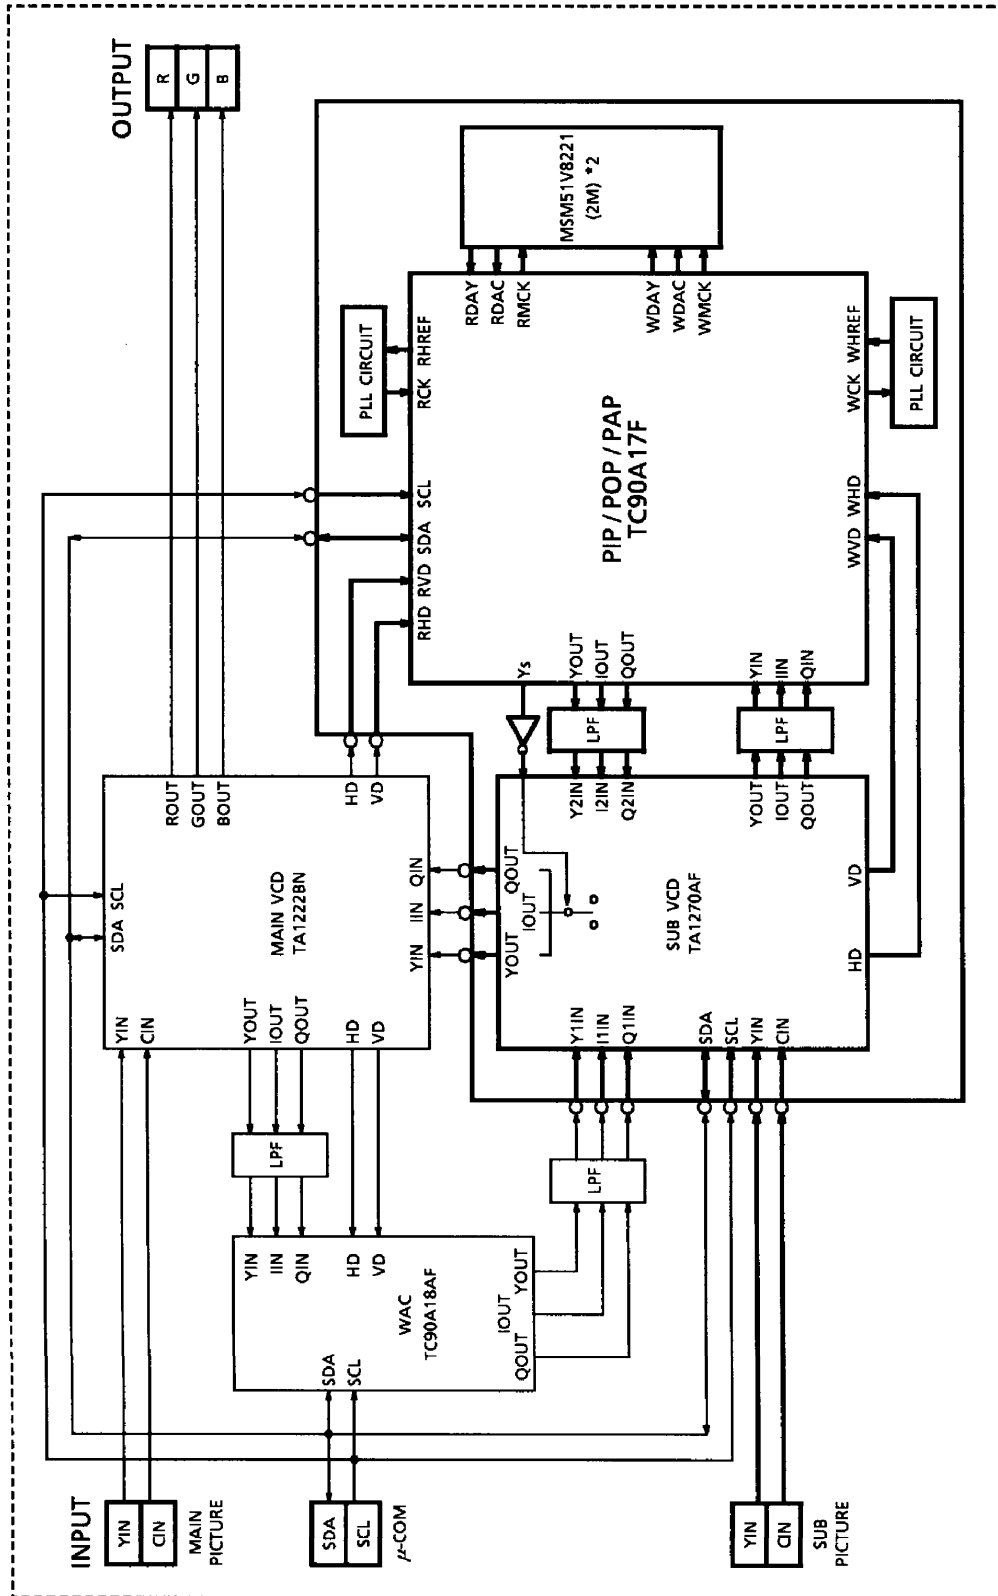 INPUT
YIN
CIN
MAIN
PICTURE
SDA
SCL
μ-COM
YIN
CIN
SUB
PICTURE
WAC
TC90A18AF
SDA
SCL
YIN
IIN
QIN
HD
VD
YOUT
IOUT
QOUT
LPF
LPF
MAIN VCD
TA1222BN
YIN
CIN
YOUT
IOUT
QOUT
HD
VD
SDA SCL
YIN
IIN
QIN
ROUT
GOUT
BOUT
HD
VD
SUB VCD
TA1270AF
Y1IN
I1IN
Q1IN
SDA
SCL
YIN
CIN
YOUT
IOUT
QOUT
Y2IN
I2IN
Q2IN
YOUT
IOUT
QOUT
HD
VD
LPF
LPF
PIP / POP / PAP
TC90A17F
Ys
YOUT
IOUT
QOUT
YIN
IIN
QIN
RHD RVD SDA SCL
RCK RHREF
WVD WHD
WCK WHREF
RDAY
RDAC
RMCK
WDAY
WDAC
WMCK
PLL CIRCUIT
PLL CIRCUIT
MSM51V8221
(2M) *2
OUTPUT
R
G
B